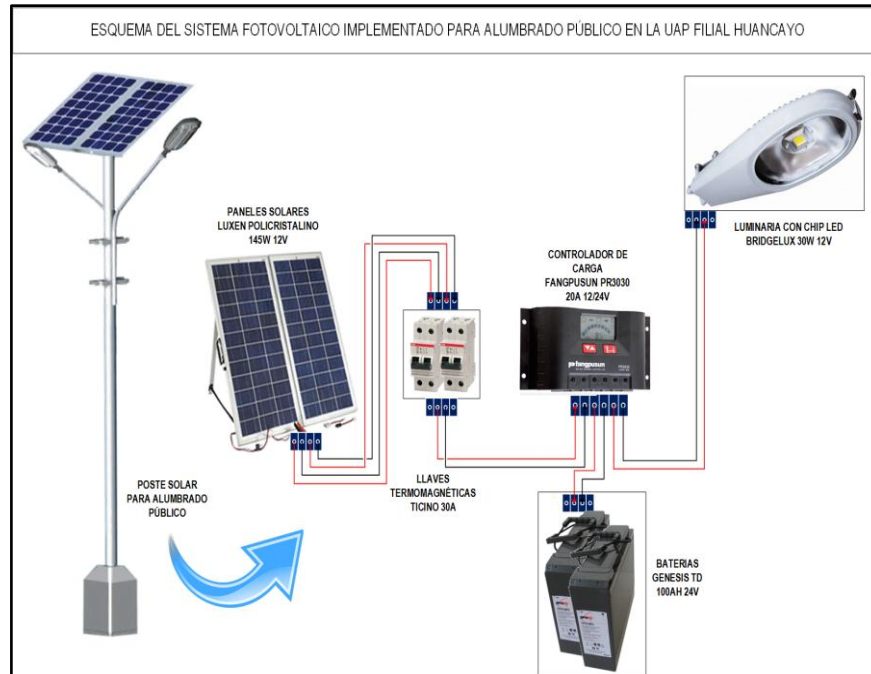 ESQUEMA DEL SISTEMA FOTOVOLTAICO IMPLEMENTADO PARA ALUMBRADO PÚBLICO EN LA UAP FILIAL HUANCAYO
PANELES SOLARES
LUXEN POLICRISTALINO
145W 12V
LUMINARIA CON CHIP LED
BRIDGELUX 30W 12V
CONTROLADOR DE
CARGA
FANGPUSUN PR3030
20A 12/24V
fangpusun
LLAVES
TERMOMAGNÉTICAS
TICINO 30A
POSTE SOLAR
PARA ALUMBRADO
PÚBLICO
BATERIAS
GENESIS TD
100AH 24V